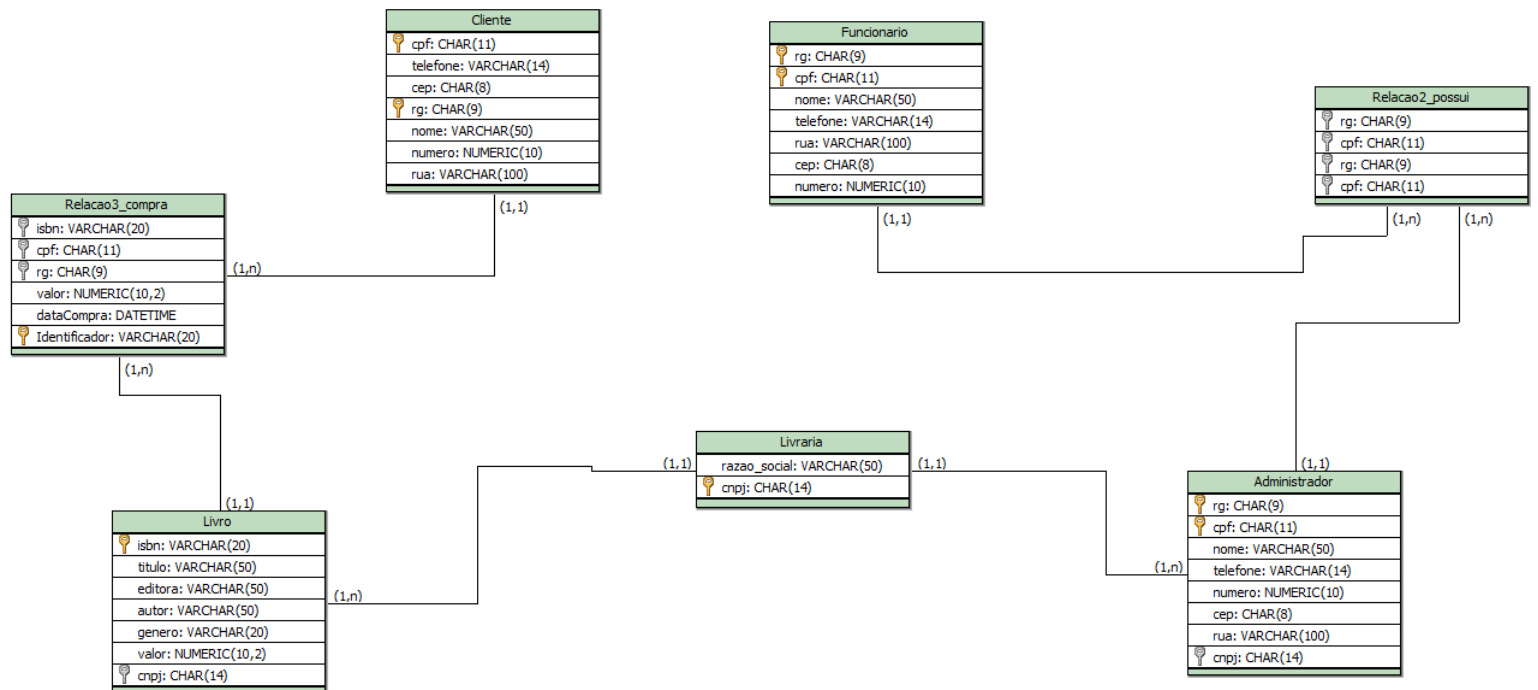 Cliente
cpf: CHAR(11)
telefone: VARCHAR(14)
cep: CHAR(8)
rg: CHAR(9)
nome: VARCHAR(50)
numero: NUMERIC(10)
rua: VARCHAR(100)
(1,1)
Funcionario
rg: CHAR(9)
cpf: CHAR(11)
nome: VARCHAR(50)
telefone: VARCHAR(14)
rua: VARCHAR(100)
cep: CHAR(8)
numero: NUMERIC(10)
(1,1)
Relacao2_possui
rg: CHAR(9)
cpf: CHAR(11)
rg: CHAR(9)
cpf: CHAR(11)
(1,n)
(1,n)
Relacao3_compra
isbn: VARCHAR(20)
cpf: CHAR(11)
rg: CHAR(9)
valor: NUMERIC(10,2)
dataCompra: DATETIME
Identificador: VARCHAR(20)
(1,n)
(1,n)
Livraria
razao_social: VARCHAR(50)
cnpj: CHAR(14)
(1,1)
(1,1)
(1,1)
Livro
isbn: VARCHAR(20)
titulo: VARCHAR(50)
editora: VARCHAR(50)
autor: VARCHAR(50)
genero: VARCHAR(20)
valor: NUMERIC(10,2)
cnpj: CHAR(14)
(1,n)
(1,1)
Administrador
rg: CHAR(9)
cpf: CHAR(11)
nome: VARCHAR(50)
telefone: VARCHAR(14)
numero: NUMERIC(10)
cep: CHAR(8)
rua: VARCHAR(100)
cnpj: CHAR(14)
(1,n)